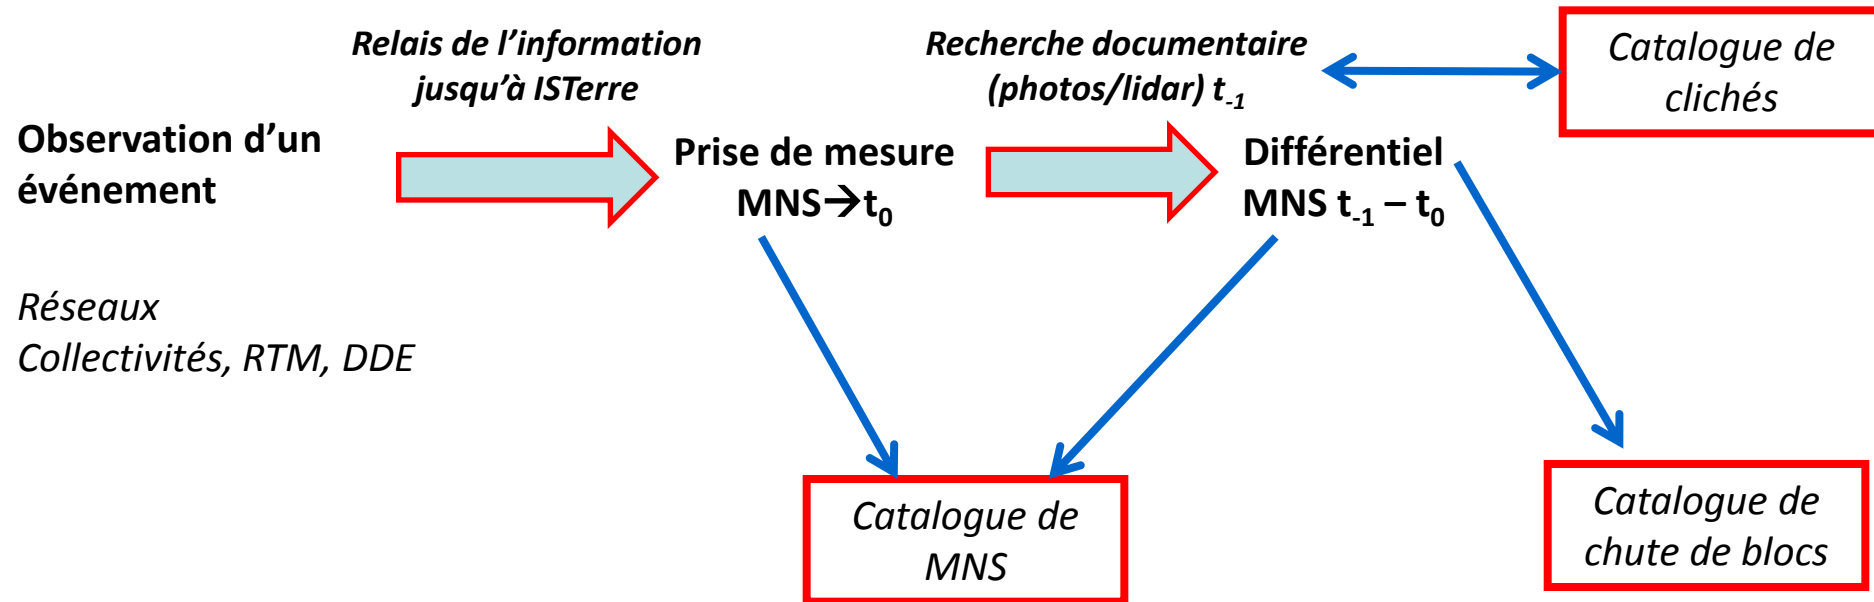 Relais de l’information
jusqu’à ISTerre
Recherche documentaire
(photos/lidar) t-1
Catalogue de
clichés
Observation d’un
événement
Prise de mesure
MNS→t0
Différentiel
MNS t-1 – t0
Réseaux
Collectivités, RTM, DDE
Catalogue de
MNS
Catalogue de
chute de blocs